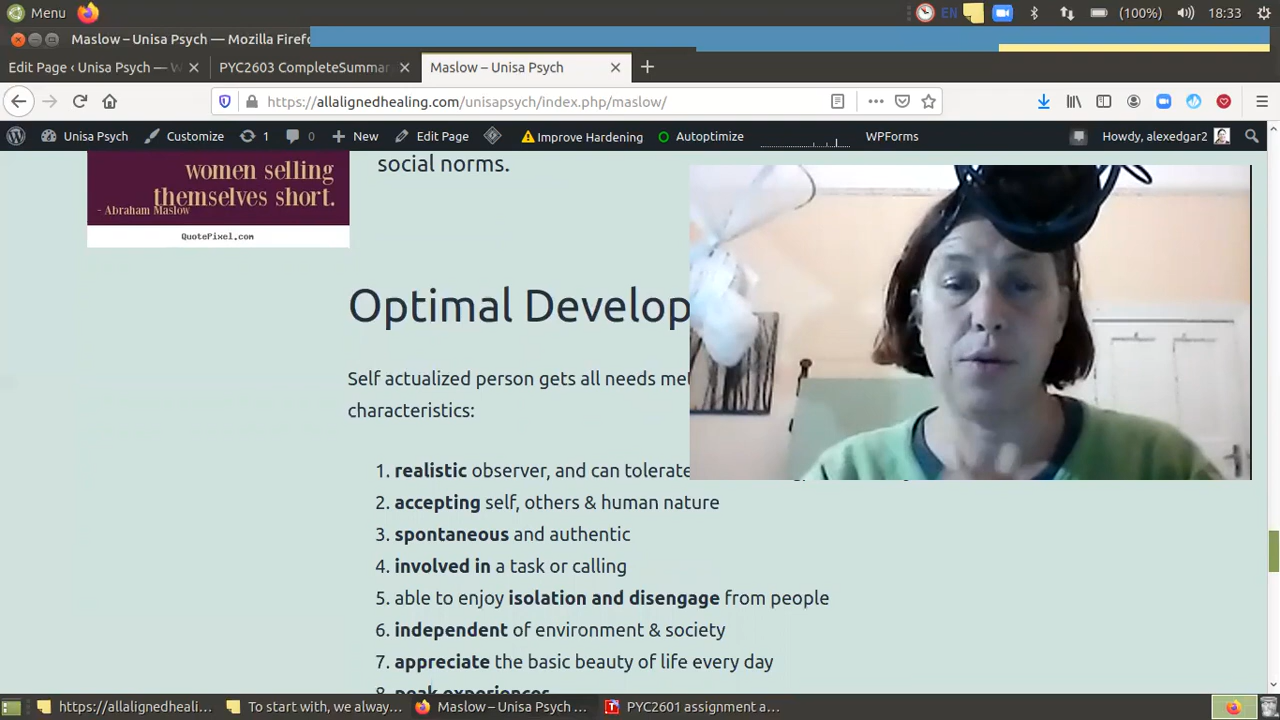 Menu
EN
(100%)
18:33
Maslow – Unisa Psych — Mozilla Firefo
Edit Page ‹ Unisa Psych — W
PYC2603 CompleteSummar
Maslow – Unisa Psych
https://allalignedhealing.com/unisapsych/index.php/maslow/
Unisa Psych
Customize
1
0
New
Edit Page
Improve Hardening
Autoptimize
WPForms
Howdy, alexedgar2
women selling
themselves short.
- Abraham Maslow
QuotePixel.com
social norms.
Optimal Develop
Self actualized person gets all needs met
characteristics:
1. realistic observer, and can tolerate
2. accepting self, others & human nature
3. spontaneous and authentic
4. involved in a task or calling
5. able to enjoy isolation and disengage from people
6. independent of environment & society
7. appreciate the basic beauty of life every day
8. peak experiences
https://allalignedheali...
To start with, we alway...
Maslow – Unisa Psych ...
PYC2601 assignment a...